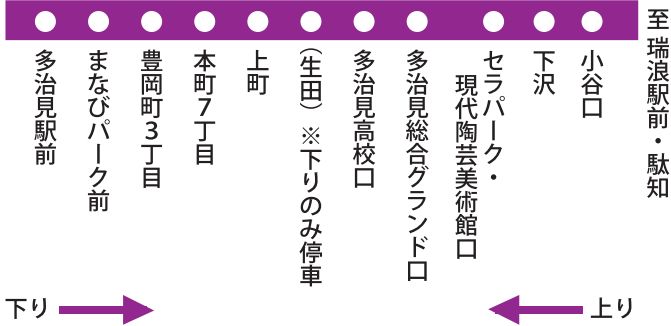 多治見駅前
まなびパーク前
豊岡町3丁目
本町7丁目
上町
(生田)※下りのみ停車
多治見高校口
多治見総合グランド口
セラパーク・
現代陶芸美術館口
下沢
小谷口
至 瑞浪駅前・駄知
下り
上り